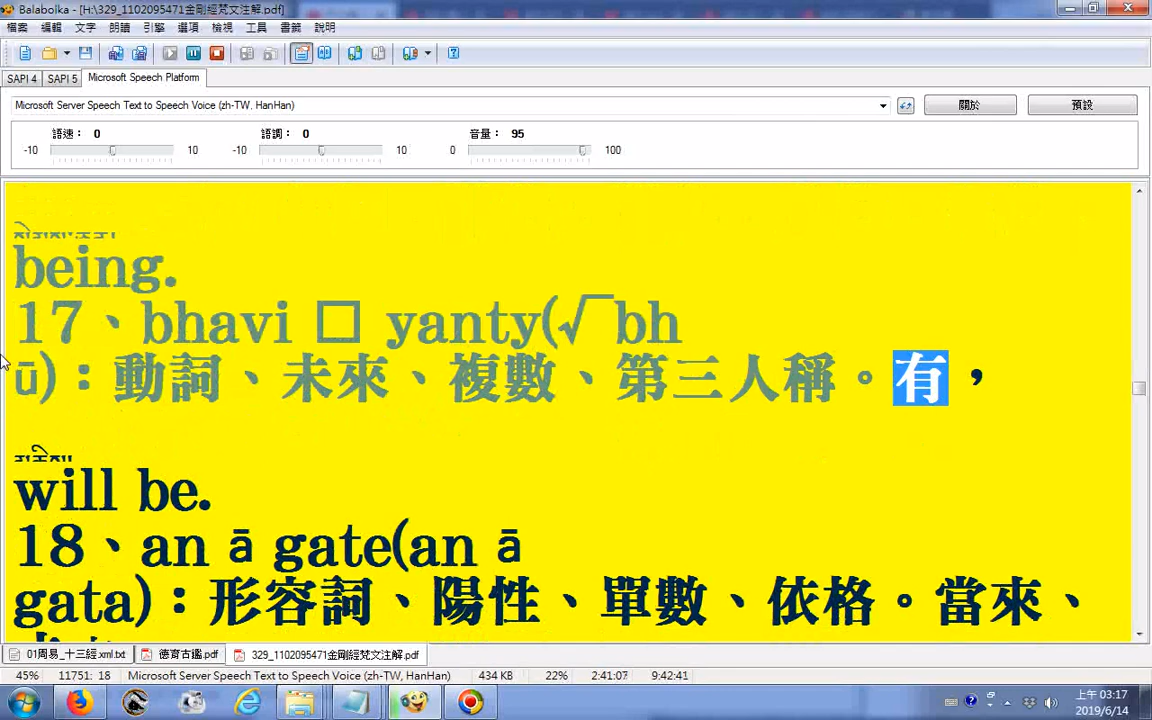 Balabolka - [H:\329_1102095471金剛經梵文注解.pdf]
檔案 編輯 文字 朗讀 引擎 選項 檢視 工具 書籤 說明
SAPI 4 SAPI 5 Microsoft Speech Platform
Microsoft Server Speech Text to Speech Voice (zh-TW, HanHan) 關於 預設
語速： 0 語調： 0 音量： 95
-10 10 -10 10 0 100
being.
17、bhavi □ yanty(√¯bh
ū)：動詞、未來、複數、第三人稱。有，
will be.
18、an ā gate(an ā
gata)：形容詞、陽性、單數、依格。當來、
01周易_十三經.xml.txt 德育古鑑.pdf 329_1102095471金剛經梵文注解.pdf
45% 11751: 18 Microsoft Server Speech Text to Speech Voice (zh-TW, HanHan) 434 KB 22% 2:41:07 9:42:41
上午 03:17
2019/6/14